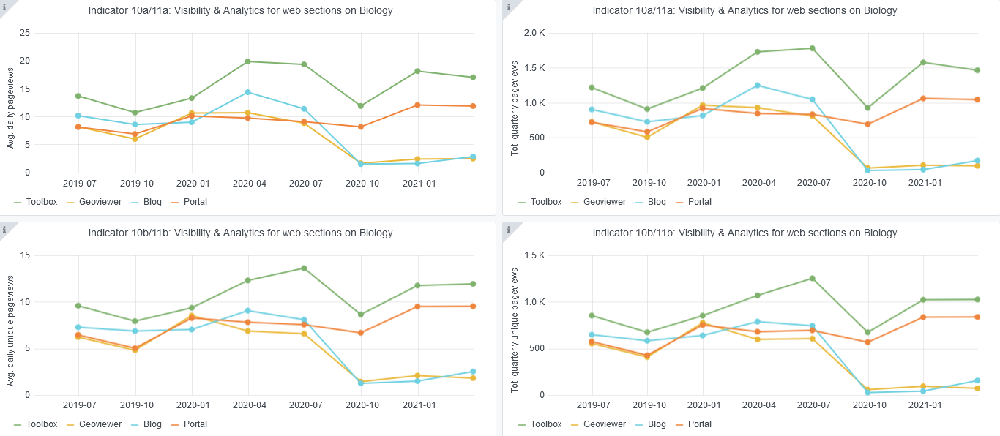 Indicator 10a/11a: Visibility & Analytics for web sections on Biology
Avg. daily pageviews
25
20
15
10
5
0
2019-07 2019-10 2020-01 2020-04 2020-07 2020-10 2021-01
Toolbox Geoviewer Blog Portal
Indicator 10a/11a: Visibility & Analytics for web sections on Biology
Tot. quarterly pageviews
2.0 K
1.5 K
1.0 K
500
0
2019-07 2019-10 2020-01 2020-04 2020-07 2020-10 2021-01
Toolbox Geoviewer Blog Portal
Indicator 10b/11b: Visibility & Analytics for web sections on Biology
Avg. daily unique pageviews
15
10
5
0
2019-07 2019-10 2020-01 2020-04 2020-07 2020-10 2021-01
Toolbox Geoviewer Blog Portal
Indicator 10b/11b: Visibility & Analytics for web sections on Biology
Tot. quarterly unique pageviews
1.5 K
1.0 K
500
0
2019-07 2019-10 2020-01 2020-04 2020-07 2020-10 2021-01
Toolbox Geoviewer Blog Portal